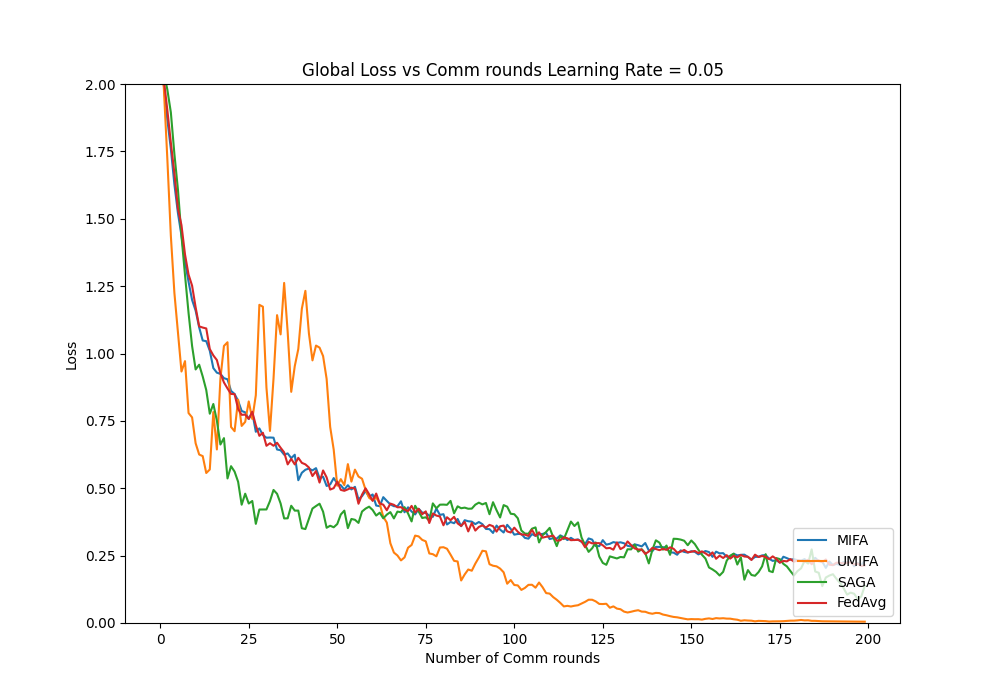 Global Loss vs Comm rounds Learning Rate = 0.05
2.00
1.75
1.50
1.25
1.00
0.75
0.50
0.25
0.00
Loss
0 25 50 75 100 125 150 175 200
Number of Comm rounds
MIFA
UMIFA
SAGA
FedAvg